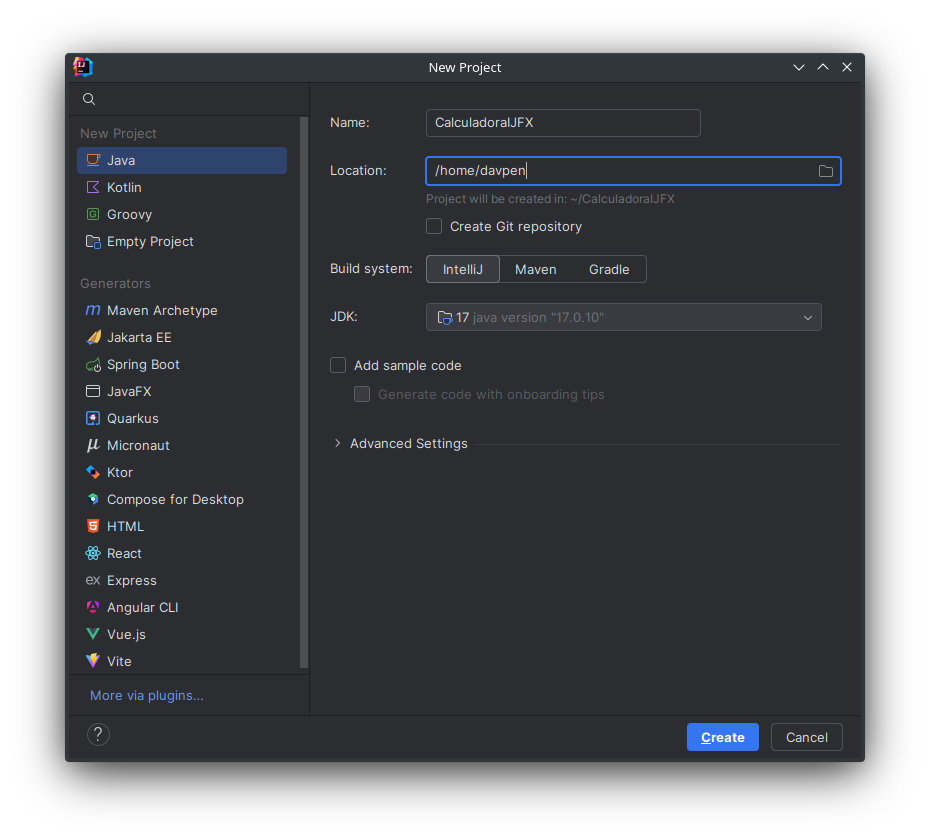 New Project
New Project
Java
Kotlin
Groovy
Empty Project
Generators
Maven Archetype
Jakarta EE
Spring Boot
JavaFX
Quarkus
Micronaut
Ktor
Compose for Desktop
HTML
React
Express
Angular CLI
Vue.js
Vite
More via plugins...
Name: CalculadoraIJFX
Location: /home/davpen
Project will be created in: ~/CalculadoraIJFX
Create Git repository
Build system: IntelliJ Maven Gradle
JDK: 17 java version "17.0.10"
Add sample code
Generate code with onboarding tips
Advanced Settings
? Create Cancel